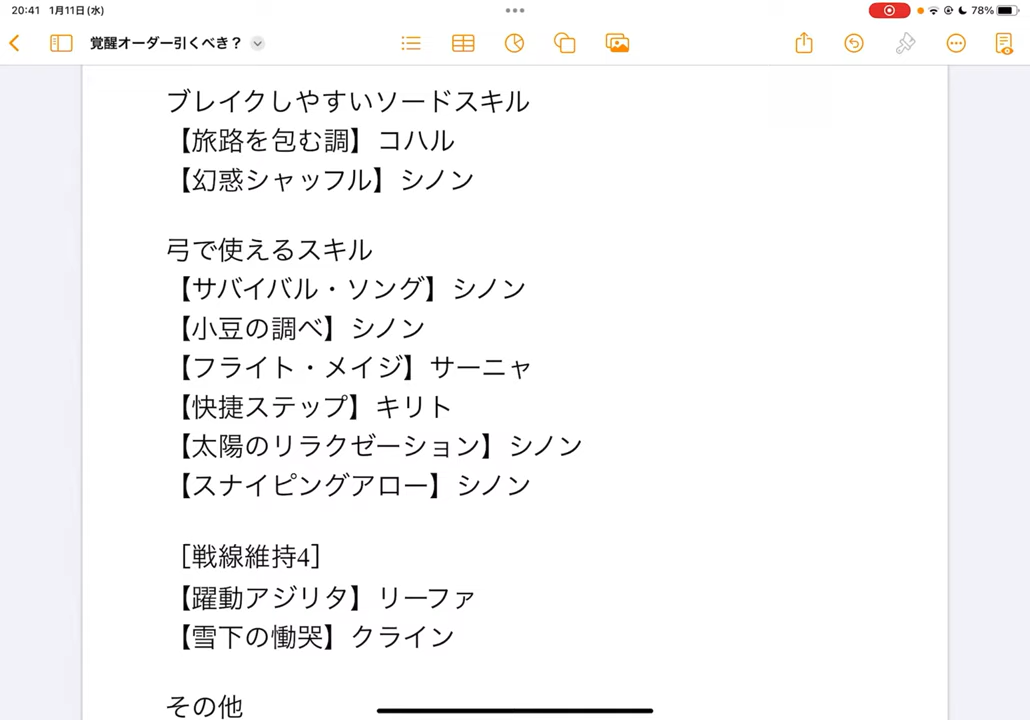 20:41 1月11日(水)
78%
覚醒オーダー引くべき？
ブレイクしやすいソードスキル
【旅路を包む調】コハル
【幻惑シャッフル】シノン
弓で使えるスキル
【サバイバル・ソング】シノン
【小豆の調べ】シノン
【フライト・メイジ】サーニャ
【快捷ステップ】キリト
【太陽のリラクゼーション】シノン
【スナイピングアロー】シノン
［戦線維持4］
【躍動アジリタ】リーファ
【雪下の慟哭】クライン
その他